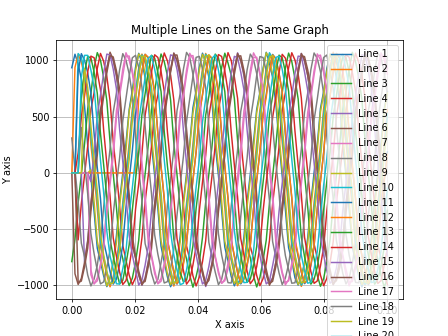 Multiple Lines on the Same Graph
Y axis
1000
500
0
−500
−1000
0.00
0.02
0.04
0.06
X axis
Line 1
Line 2
Line 3
Line 4
Line 5
Line 6
Line 7
Line 8
Line 9
Line 10
Line 11
Line 12
Line 13
Line 14
Line 15
Line 16
Line 17
Line 18
Line 19
Line 20